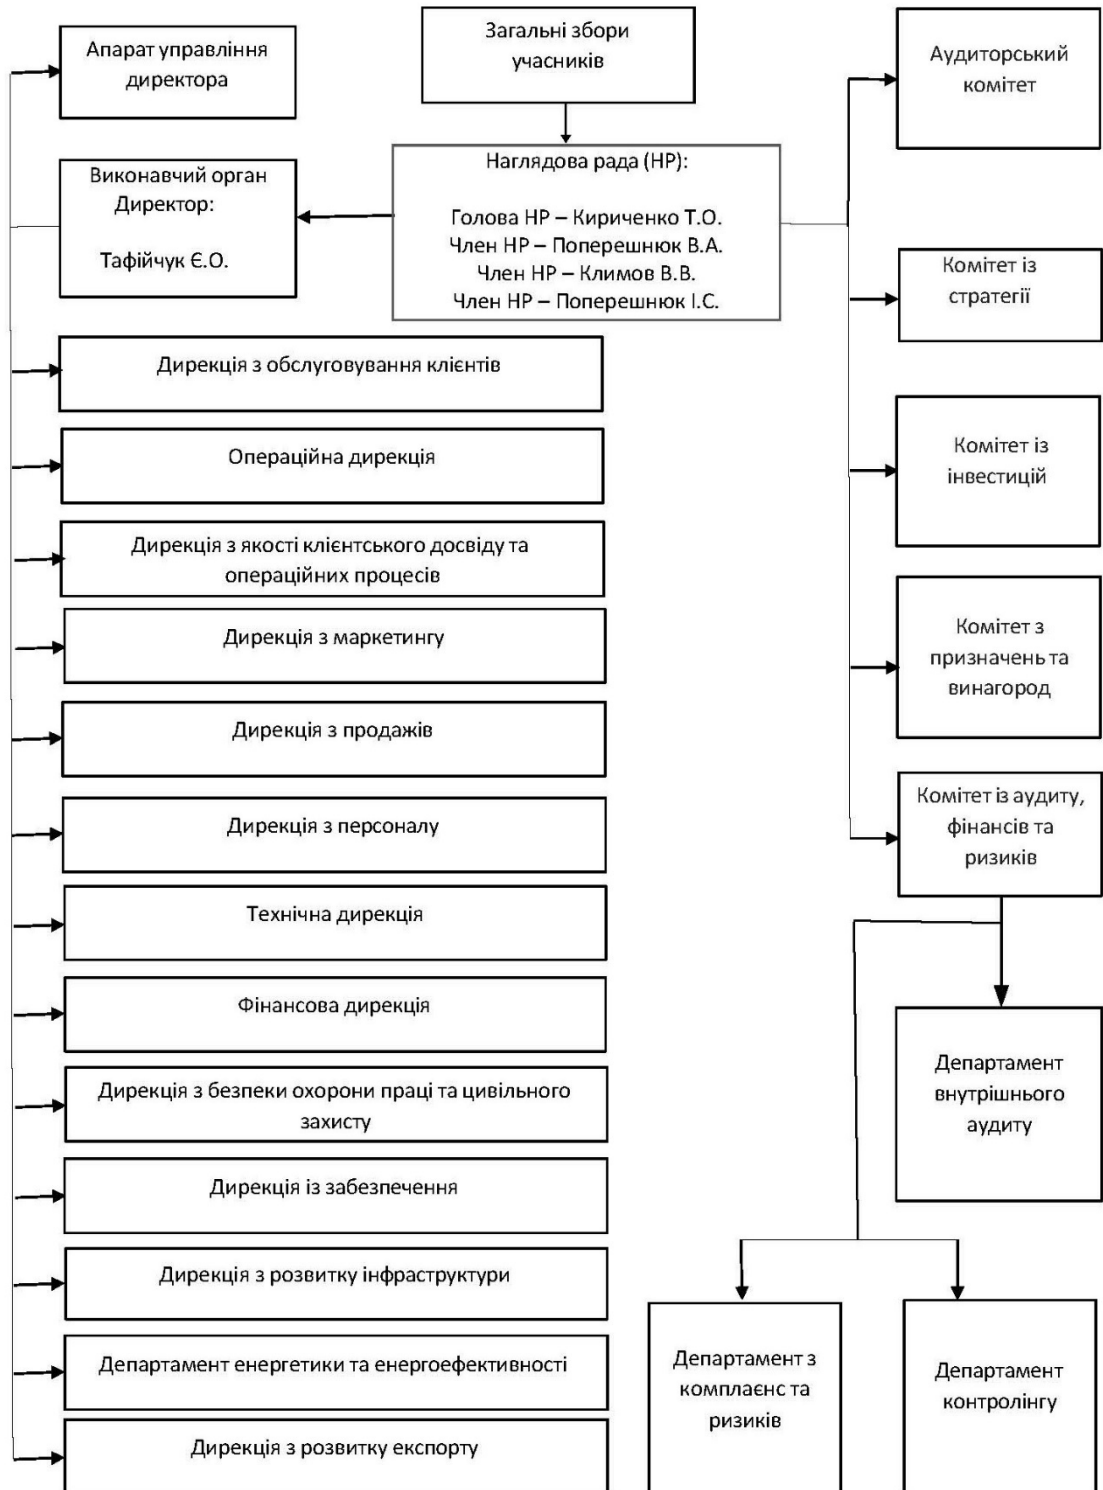 Загальні збори
учасників
Апарат управління
директора
Аудиторський
комітет
Наглядова рада (НР):
Голова НР – Кириченко Т.О.
Член НР – Поперешнюк В.А.
Член НР – Климов В.В.
Член НР – Поперешнюк І.С.
Виконавчий орган
Директор:
Тафійчук Є.О.
Комітет із
стратегії
Дирекція з обслуговування клієнтів
Операційна дирекція
Комітет із
інвестицій
Дирекція з якості клієнтського досвіду та
операційних процесів
Дирекція з маркетингу
Комітет з
призначень та
винагород
Дирекція з продажів
Дирекція з персоналу
Комітет із аудиту,
фінансів та
ризиків
Технічна дирекція
Фінансова дирекція
Департамент
внутрішнього
аудиту
Дирекція з безпеки охорони праці та цивільного
захисту
Дирекція із забезпечення
Дирекція з розвитку інфраструктури
Департамент енергетики та енергоефективності
Дирекція з розвитку експорту
Департамент з
комплаєнс та
ризиків
Департамент
контролінгу